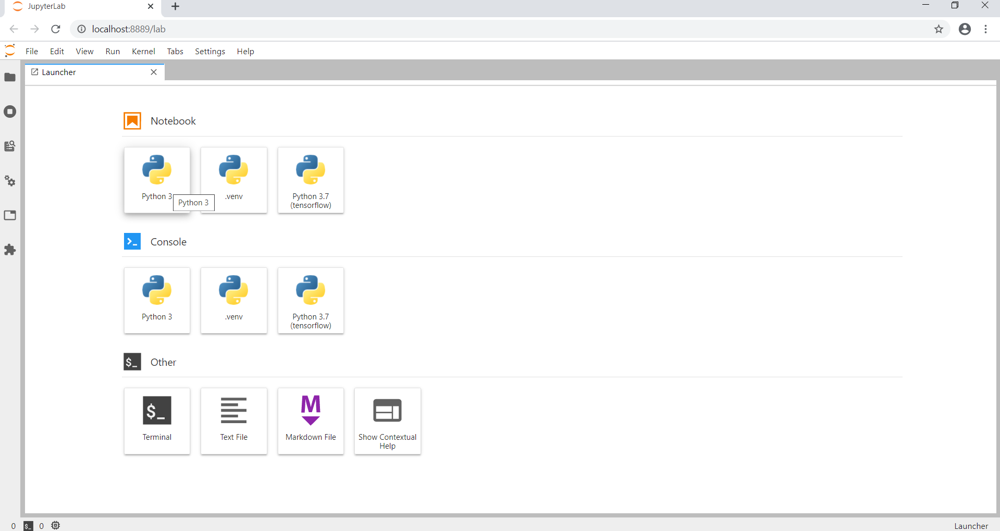 JupyterLab
localhost:8889/lab
File Edit View Run Kernel Tabs Settings Help
Launcher
Notebook
Python 3 .venv Python 3.7
(tensorflow)
Python 3
Console
Python 3 .venv Python 3.7
(tensorflow)
$_ Other
$_ M
Terminal Text File Markdown File Show Contextual
Help
0 $_ 0 Launcher